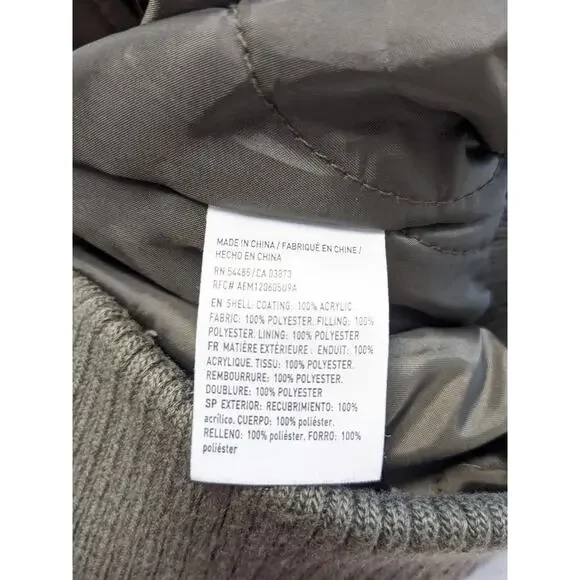 MADE IN CHINA / FABRIQUÉ EN CHINE /
HECHO EN CHINA
RN 54485/CA 03873
RFC# AEM120605U9A
EN SHELL: COATING: 100% ACRYLIC.
FABRIC: 100% POLYESTER. FILLING: 100%
POLYESTER. LINING: 100% POLYESTER
FR MATIÈRE EXTÉRIEURE : ENDUIT: 100%
ACRYLIQUE. TISSU: 100% POLYESTER.
REMBOURRURE: 100% POLYESTER.
DOUBLURE: 100% POLYESTER
SP EXTERIOR: RECUBRIMIENTO: 100%
acrílico. CUERPO: 100% poliéster.
RELLENO: 100% poliéster. FORRO: 100%
poliéster